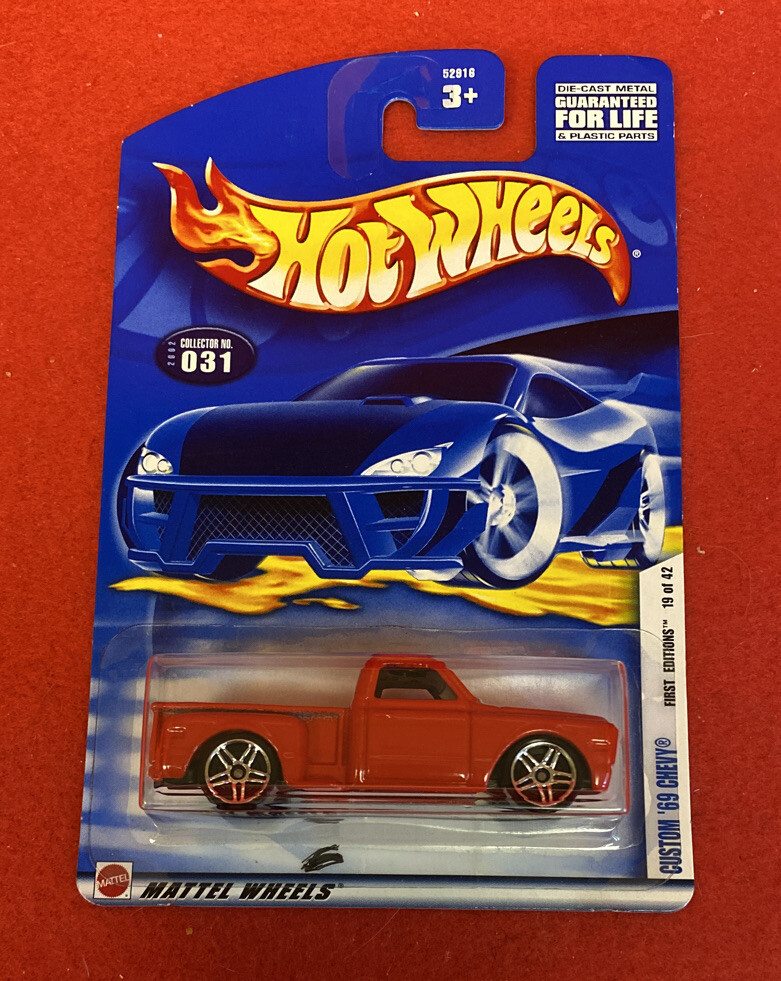 52916
3+
DIE-CAST METAL
GUARANTEED
FOR LIFE
& PLASTIC PARTS
HOT WHEELS®
2002
COLLECTOR NO.
031
FIRST EDITIONS™ 19 of 42
CUSTOM '69 CHEVY®
MATTEL
MATTEL WHEELS®